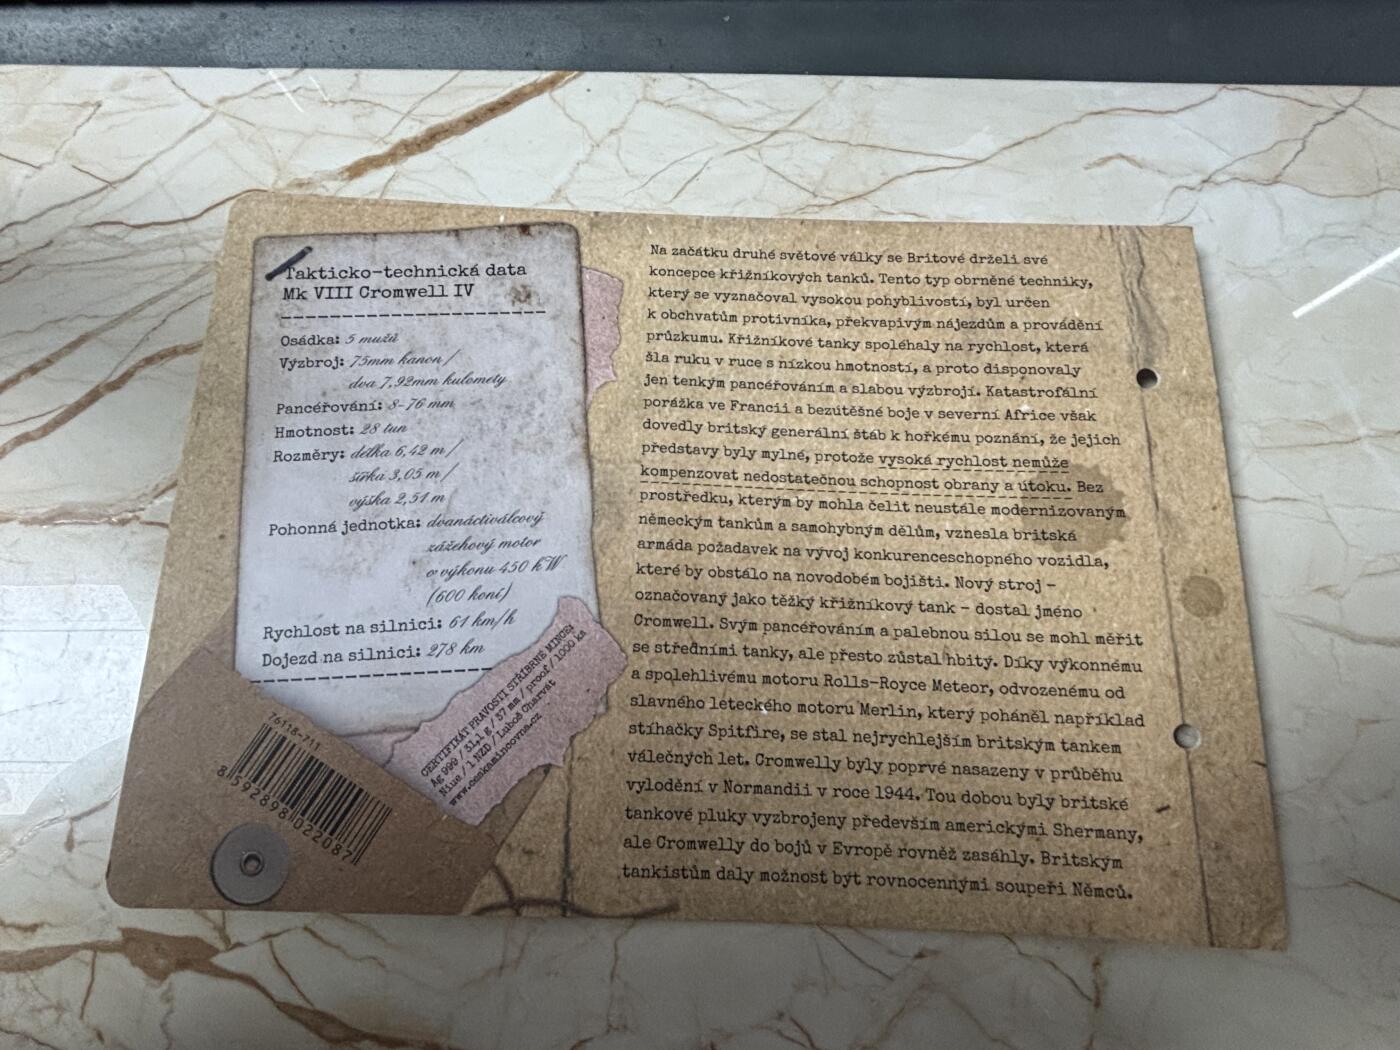 Takticko-technická data
Mk VIII Cromwell IV
Osádka: 5 mužů
Výzbroj: 75mm kanon/
dva 7,92mm kulomety
Pancéřování: 8-76 mm
Hmotnost: 28 tun
Rozměry: délka 6,42 m/
šířka 3,05 m/
výška 2,51 m
Pohonná jednotka: dvanáctiválcový
zážehový motor
o výkonu 450 kW
(600 koní)
Rychlost na silnici: 61 km/h
Dojezd na silnici: 278 km
CERTIFIKÁT PRAVOSTI STŘÍBRNÉ MINCE:
Ag 999 / 31,1 g / 37 mm / proof / 1000 ks
Niue / 1 NZD / Luboš Charvát
www.ceskamincovna.cz
76118-711
8592898022087
Na začátku druhé světové války se Britové drželi své
koncepce křižníkových tanků. Tento typ obrněné techniky,
který se vyznačoval vysokou pohyblivostí, byl určen
k obchvatům protivníka, překvapivým nájezdům a provádění
průzkumu. Křižníkové tanky spoléhaly na rychlost, která
šla ruku v ruce s nízkou hmotností, a proto disponovaly
jen tenkým pancéřováním a slabou výzbrojí. Katastrofální
porážka ve Francii a bezútěšné boje v severní Africe však
dovedly britský generální štáb k hořkému poznání, že jejich
představy byly mylné, protože vysoká rychlost nemůže
kompenzovat nedostatečnou schopnost obrany a útoku. Bez
prostředku, kterým by mohla čelit neustále modernizovaným
německým tankům a samohybným dělům, vznesla britská
armáda požadavek na vývoj konkurenceschopného vozidla,
které by obstálo na novodobém bojišti. Nový stroj –
označovaný jako těžký křižníkový tank – dostal jméno
Cromwell. Svým pancéřováním a palebnou silou se mohl měřit
se středními tanky, ale přesto zůstal hbitý. Díky výkonnému
a spolehlivému motoru Rolls-Royce Meteor, odvozenému od
slavného leteckého motoru Merlin, který poháněl například
stíhačky Spitfire, se stal nejrychlejším britským tankem
válečných let. Cromwelly byly poprvé nasazeny v průběhu
vylodění v Normandii v roce 1944. Tou dobou byly britské
tankové pluky vyzbrojeny především americkými Shermany,
ale Cromwelly do bojů v Evropě rovněž zasáhly. Britským
tankistům daly možnost být rovnocennými soupeři Němců.